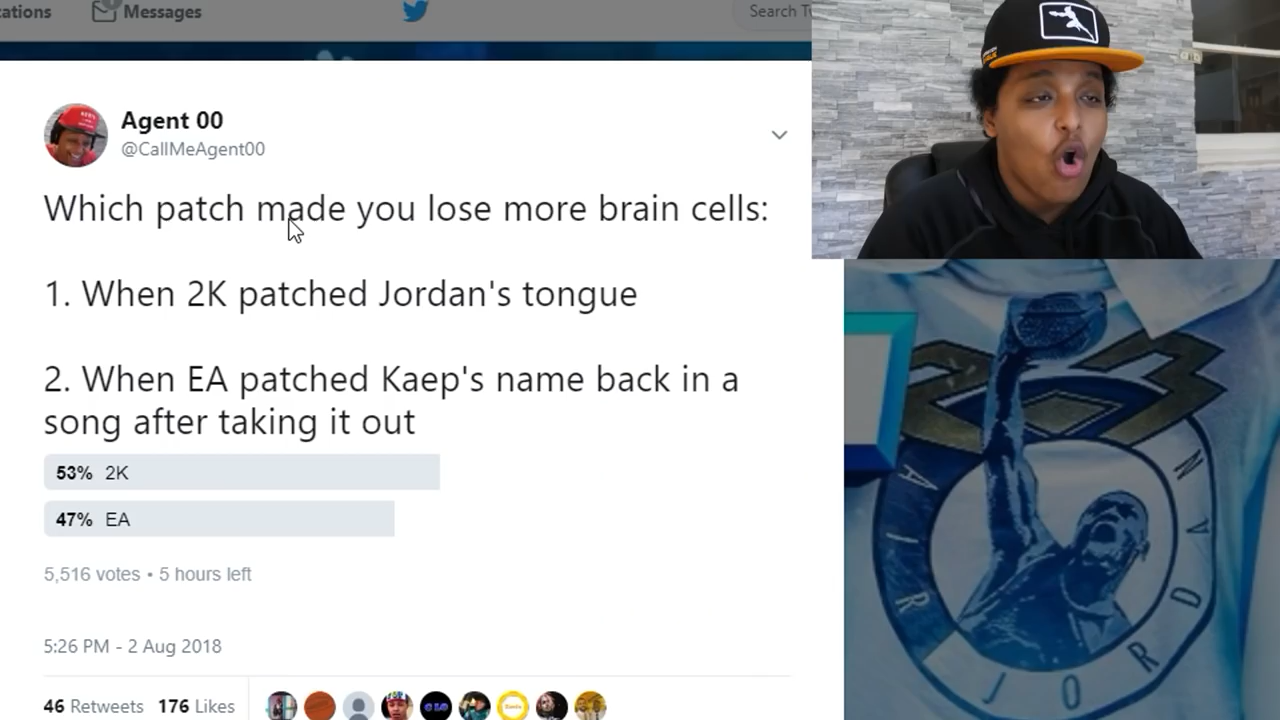 ations
Messages
Search Tu
Agent 00
@CallMeAgent00
Which patch made you lose more brain cells:
1. When 2K patched Jordan's tongue
2. When EA patched Kaep's name back in a
song after taking it out
53% 2K
47% EA
5,516 votes • 5 hours left
5:26 PM - 2 Aug 2018
46 Retweets 176 Likes
23
AIR JORDAN